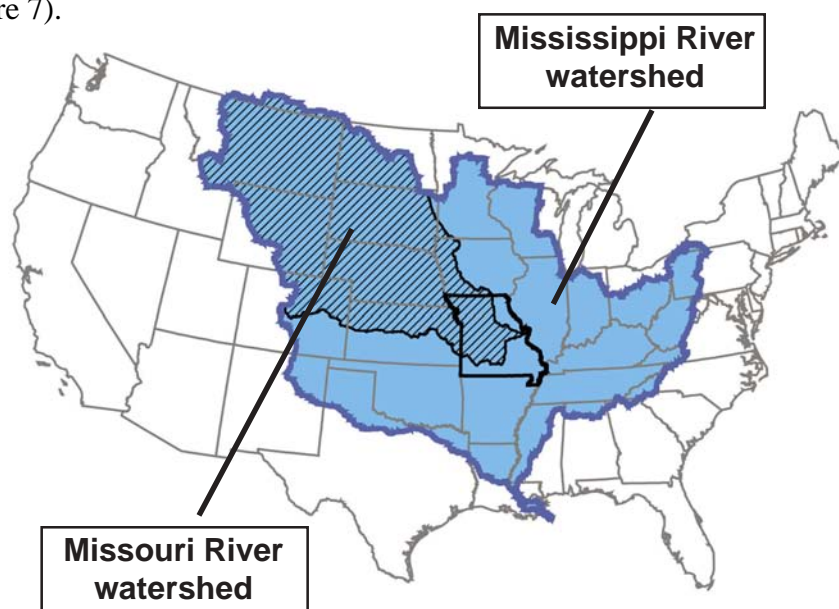 re 7).
Mississippi River
watershed
Missouri River
watershed